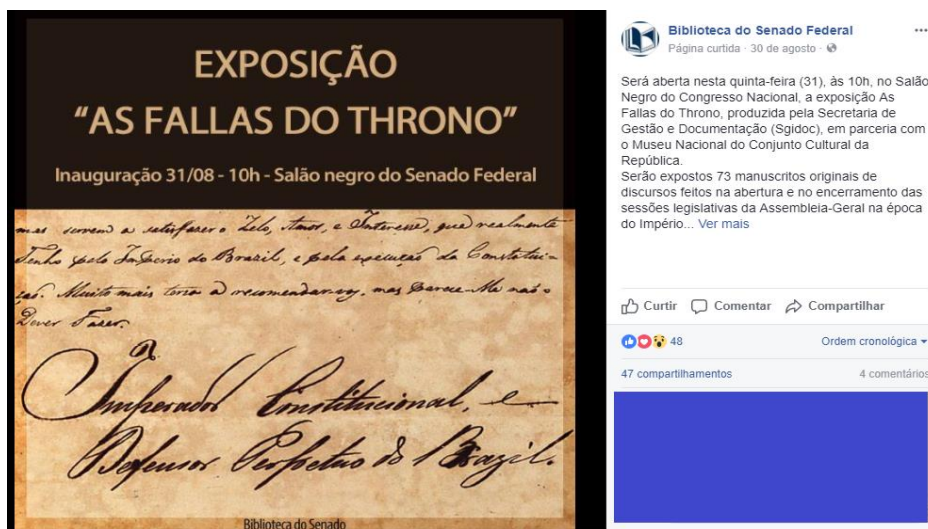 EXPOSIÇÃO
"AS FALLAS DO THRONO"
Inauguração 31/08 - 10h - Salão negro do Senado Federal
mas servem a satisfazer o Zelo, Amor, e Interesse, que realmente
Tenho pelo Imperio do Brazil, e pela execução da Constitui-
ção. Muito mais teria a recomendar-vos, mas Parece-Me não o
Dever Fazer.
Imperador Constitucional, e
Defensor Perpetuo do Brazil.
Biblioteca do Senado
Biblioteca do Senado Federal
Página curtida · 30 de agosto ·
Será aberta nesta quinta-feira (31), às 10h, no Salão
Negro do Congresso Nacional, a exposição As
Fallas do Throno, produzida pela Secretaria de
Gestão e Documentação (Sgidoc), em parceria com
o Museu Nacional do Conjunto Cultural da
República.
Serão expostos 73 manuscritos originais de
discursos feitos na abertura e no encerramento das
sessões legislativas da Assembleia-Geral na época
do Império... Ver mais
Curtir Comentar Compartilhar
48 Ordem cronológica
47 compartilhamentos 4 comentários